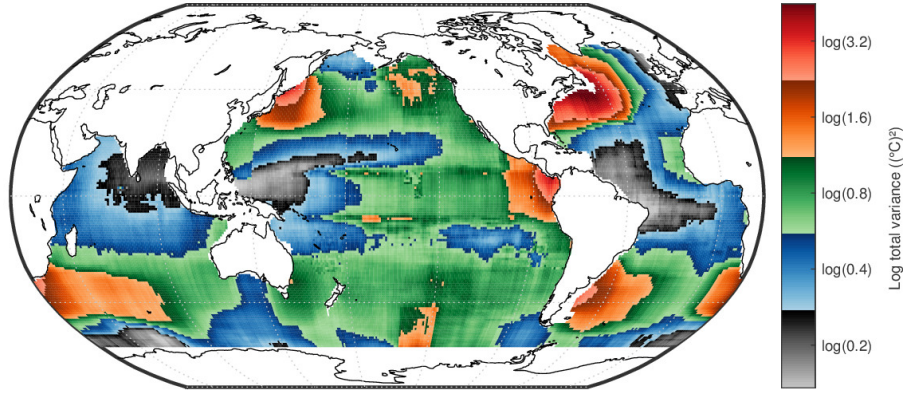 log(3.2)
log(1.6)
log(0.8)
log(0.4)
log(0.2)
Log total variance ((°C)²)